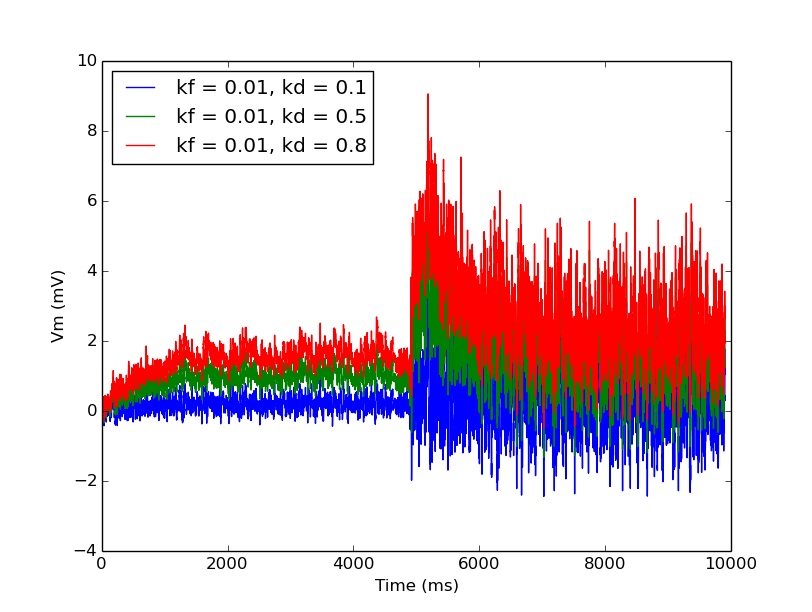 10
8
6
4
2
0
−2
−4
Vm (mV)
kf = 0.01, kd = 0.1
kf = 0.01, kd = 0.5
kf = 0.01, kd = 0.8
0 2000 4000 6000 8000 10000
Time (ms)